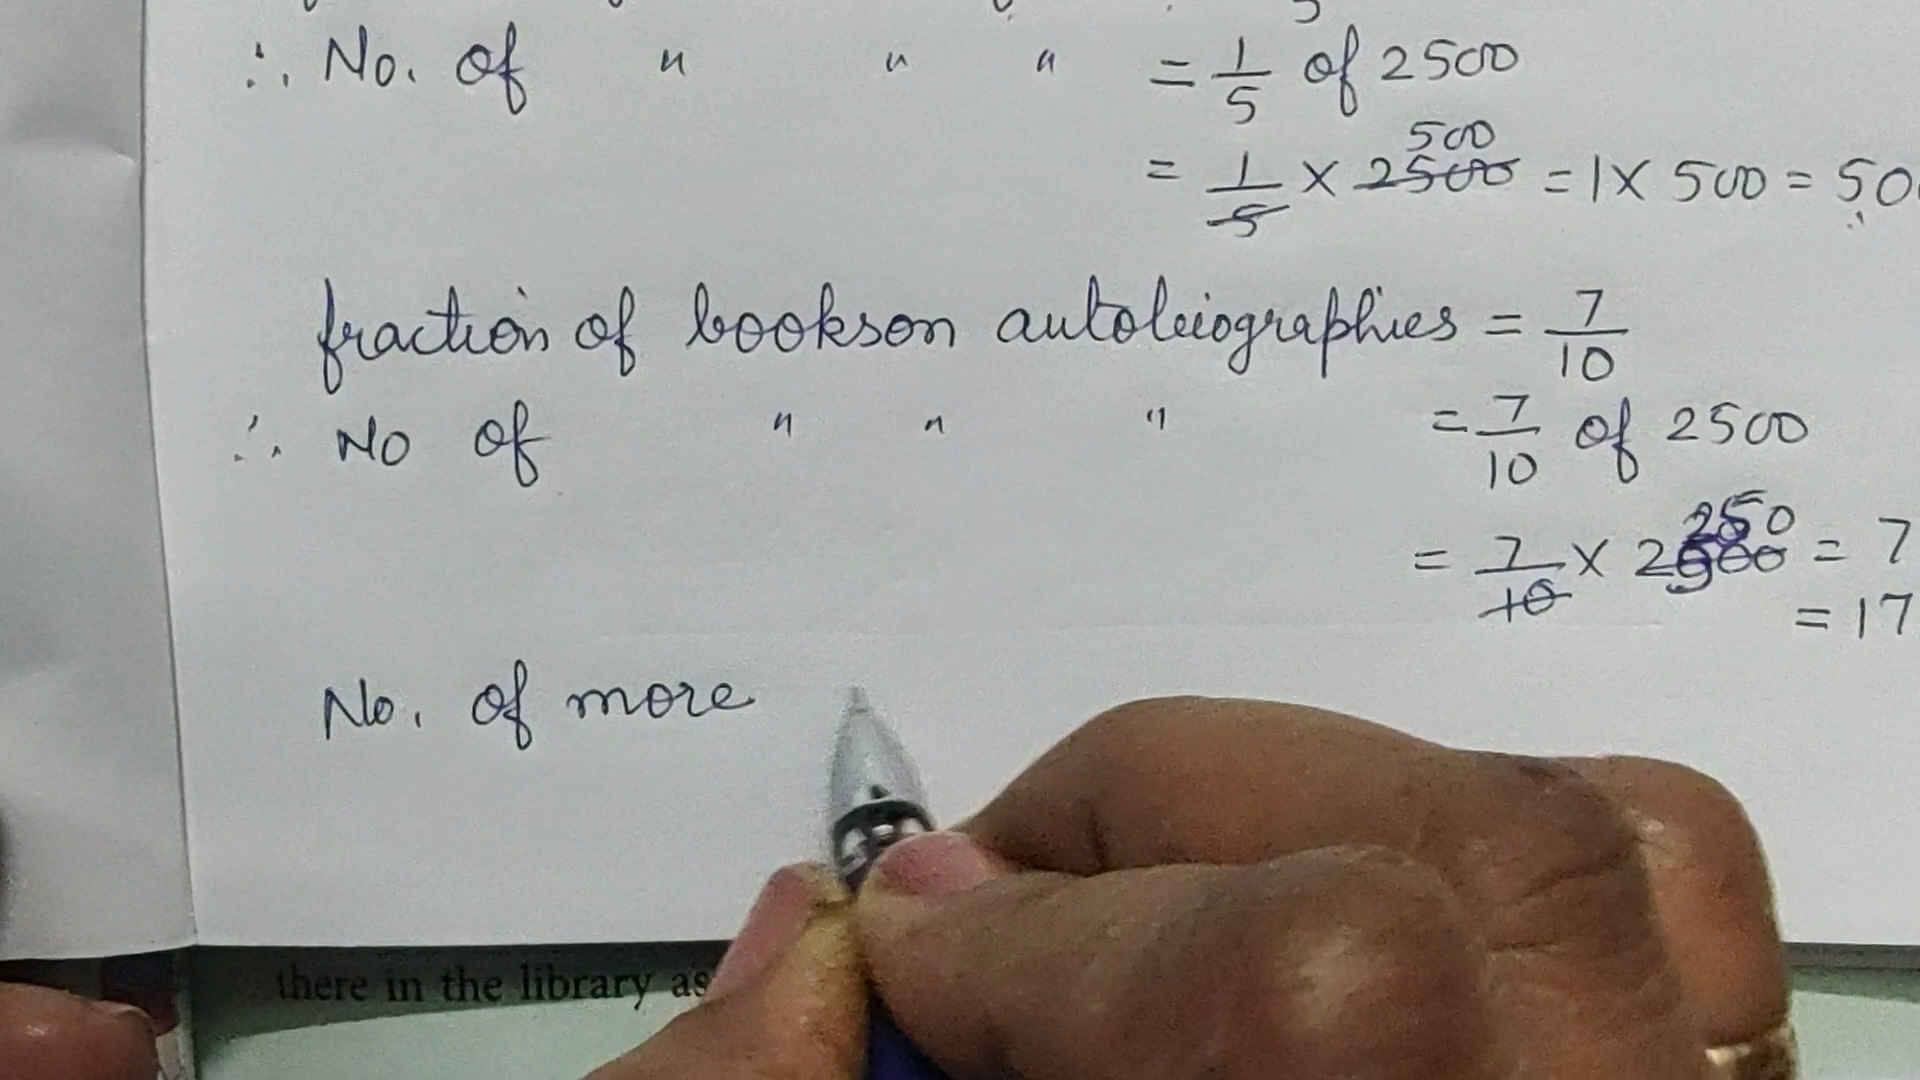 ∴ No. of " " " = 1/5 of 2500
500
= 1/5 × 2500 = 1 × 500 = 50
fraction of bookson autobiographies = 7/10
∴ No of " " " = 7/10 of 2500
250
= 7/10 × 2500 = 7
= 17
No. of more
there in the library as